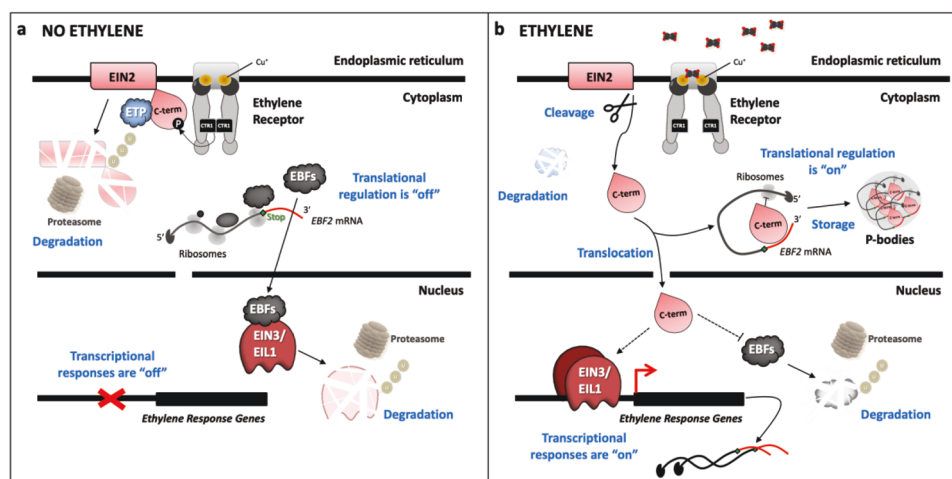 a NO ETHYLENE
Endoplasmic reticulum
Cu⁺
EIN2
Cytoplasm
ETP
C-term
P
CTR1 CTR1
Ethylene
Receptor
U
U
U
Proteasome
Degradation
EBFs
Translational
regulation is “off”
Stop
3’
EBF2 mRNA
5’
Ribosomes
Nucleus
EBFs
EIN3/
EIL1
Transcriptional
responses are “off”
Proteasome
U
U
U
Degradation
Ethylene Response Genes
b ETHYLENE
Endoplasmic reticulum
Cu⁺
EIN2
Cytoplasm
Cleavage
CTR1 CTR1
Ethylene
Receptor
Degradation
C-term
Translational regulation
is “on”
Ribosomes
5’
C-term
3’
EBF2 mRNA
Storage
P-bodies
Translocation
Nucleus
C-term
EBFs
Proteasome
U
U
U
Degradation
EIN3/
EIL1
Ethylene Response Genes
Transcriptional
responses are “on”